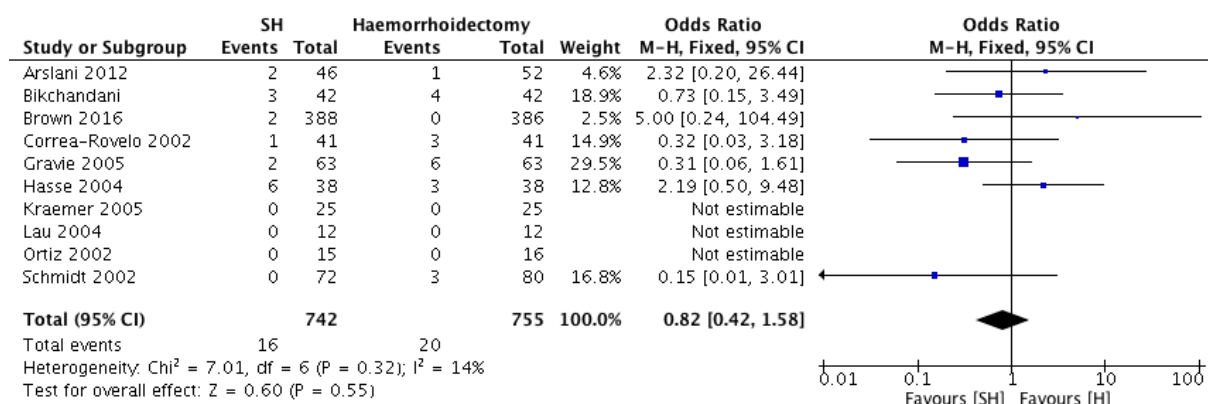 SH Haemorrhoidectomy Odds Ratio Odds Ratio
Study or Subgroup Events Total Events Total Weight M-H, Fixed, 95% CI M-H, Fixed, 95% CI
Arslani 2012 2 46 1 52 4.6% 2.32 [0.20, 26.44]
Bikchandani 3 42 4 42 18.9% 0.73 [0.15, 3.49]
Brown 2016 2 388 0 386 2.5% 5.00 [0.24, 104.49]
Correa-Rovelo 2002 1 41 3 41 14.9% 0.32 [0.03, 3.18]
Gravie 2005 2 63 6 63 29.5% 0.31 [0.06, 1.61]
Hasse 2004 6 38 3 38 12.8% 2.19 [0.50, 9.48]
Kraemer 2005 0 25 0 25 Not estimable
Lau 2004 0 12 0 12 Not estimable
Ortiz 2002 0 15 0 16 Not estimable
Schmidt 2002 0 72 3 80 16.8% 0.15 [0.01, 3.01]
Total (95% CI) 742 755 100.0% 0.82 [0.42, 1.58]
Total events 16 20
Heterogeneity: Chi² = 7.01, df = 6 (P = 0.32); I² = 14%
Test for overall effect: Z = 0.60 (P = 0.55)
0.01 0.1 1 10 100
Favours [SH] Favours [H]